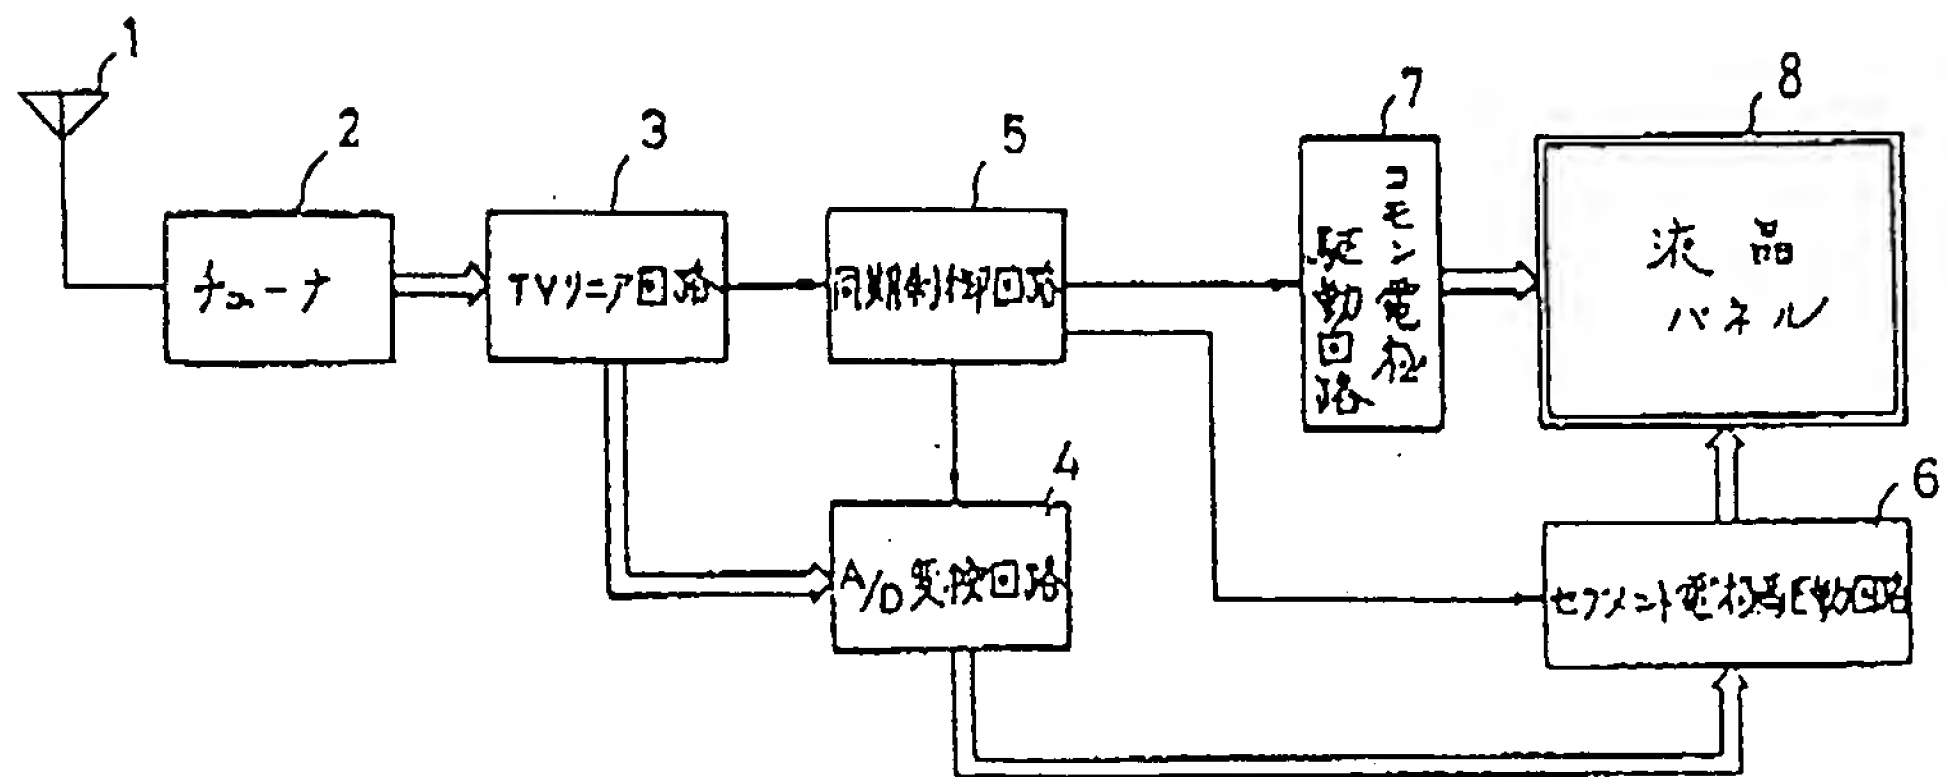 1
2
チューナ
3
TVリニア回路
5
同期制御回路
7
コモン電極
駆動回路
8
液晶
パネル
4
A/D変換回路
6
セグメント電極駆動回路